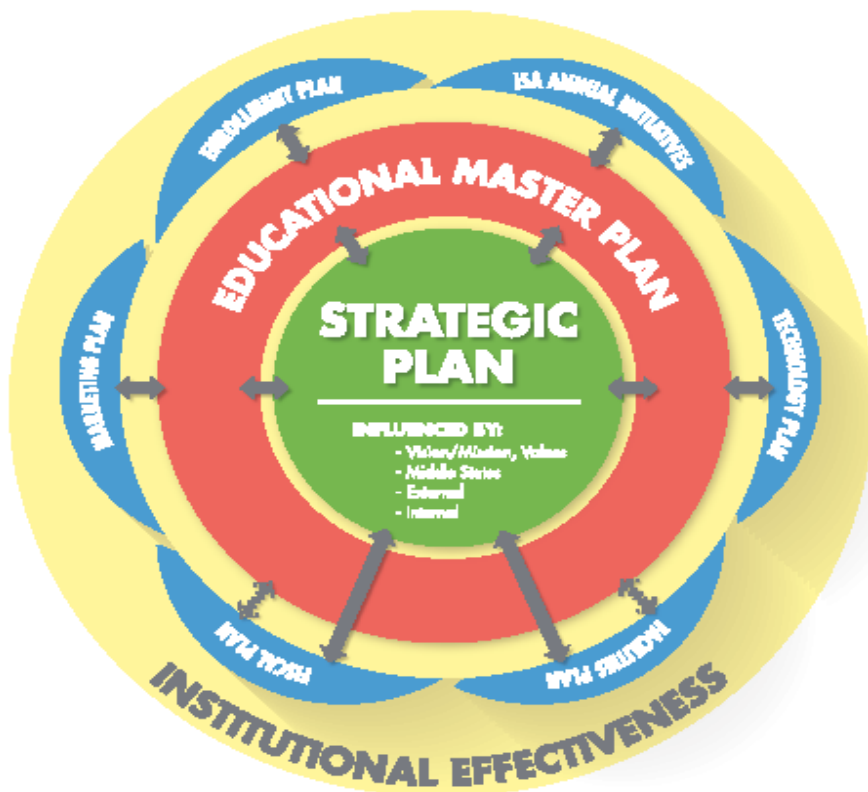 ENROLLMENT PLAN
ISA ANNUAL INITIATIVES
EDUCATIONAL MASTER PLAN
MARKETING PLAN
TECHNOLOGY PLAN
STRATEGIC
PLAN
INFLUENCED BY:
- Vision/Mission, Values
- Middle States
- External
- Internal
FISCAL PLAN
FACILITIES PLAN
INSTITUTIONAL EFFECTIVENESS